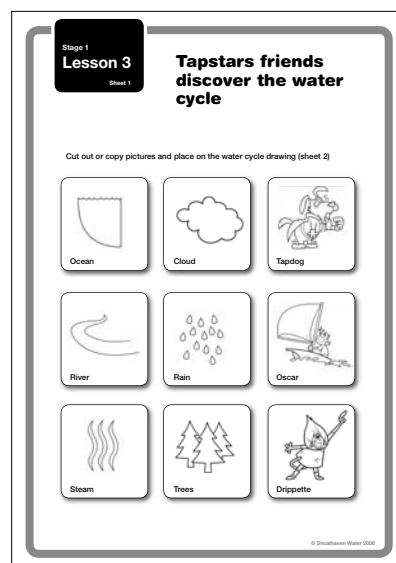 Stage 1
Lesson 3
Sheet 1
Tapstars friends
discover the water
cycle
Cut out or copy pictures and place on the water cycle drawing (sheet 2)
Ocean
Cloud
Tapdog
River
Rain
Oscar
Steam
Trees
Drippette
© Shoalhaven Water 2006